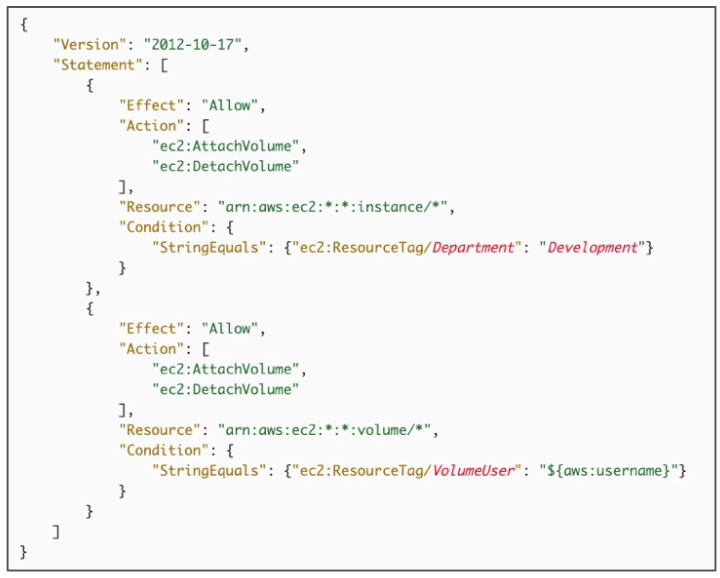 {
    "Version": "2012-10-17",
    "Statement": [
        {
            "Effect": "Allow",
            "Action": [
                "ec2:AttachVolume",
                "ec2:DetachVolume"
            ],
            "Resource": "arn:aws:ec2:*:*:instance/*",
            "Condition": {
                "StringEquals": {"ec2:ResourceTag/Department": "Development"}
            }
        },
        {
            "Effect": "Allow",
            "Action": [
                "ec2:AttachVolume",
                "ec2:DetachVolume"
            ],
            "Resource": "arn:aws:ec2:*:*:volume/*",
            "Condition": {
                "StringEquals": {"ec2:ResourceTag/VolumeUser": "${aws:username}"}
            }
        }
    ]
}